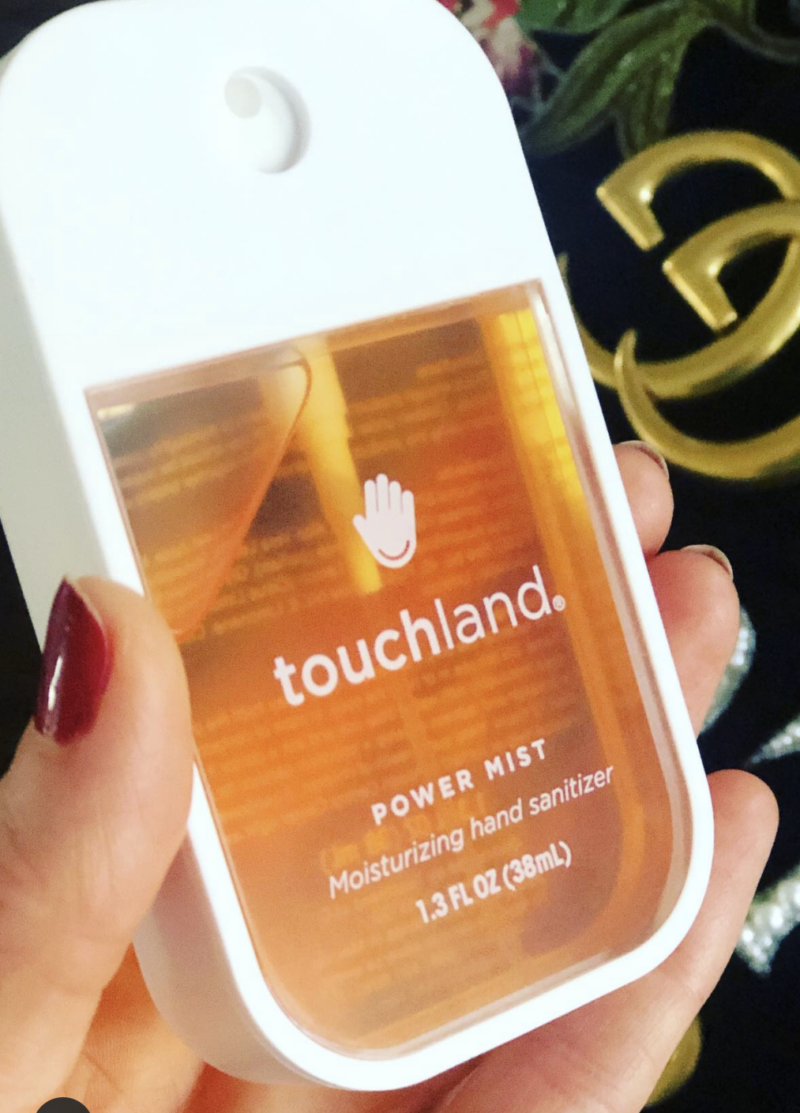 touchland®
POWER MIST
Moisturizing hand sanitizer
1.3 FL OZ (38mL)